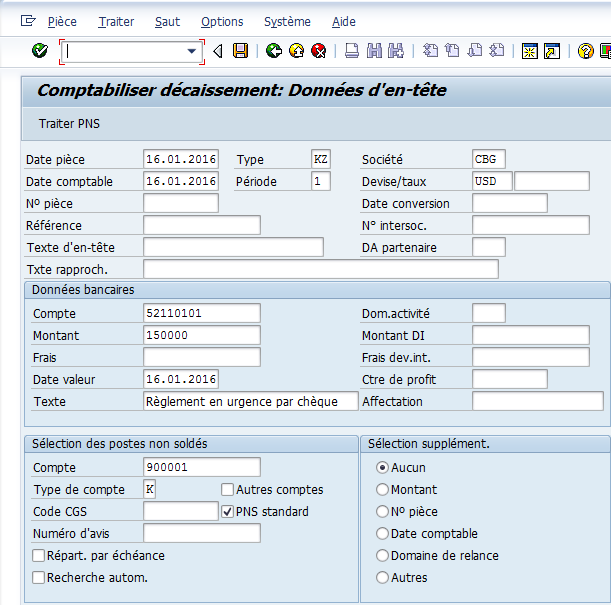 Pièce Traiter Saut Options Système Aide
Comptabiliser décaissement: Données d'en-tête
Traiter PNS
Date pièce 16.01.2016 Type KZ Société CBG
Date comptable 16.01.2016 Période 1 Devise/taux USD
Nº pièce Date conversion
Référence N° intersoc.
Texte d'en-tête DA partenaire
Txte rapproch.
Données bancaires
Compte 52110101 Dom.activité
Montant 150000 Montant DI
Frais Frais dev.int.
Date valeur 16.01.2016 Ctre de profit
Texte Règlement en urgence par chèque Affectation
Sélection des postes non soldés Sélection supplément.
Compte 900001 Aucun
Type de compte K Autres comptes Montant
Code CGS PNS standard Nº pièce
Numéro d'avis Date comptable
Répart. par échéance Domaine de relance
Recherche autom. Autres